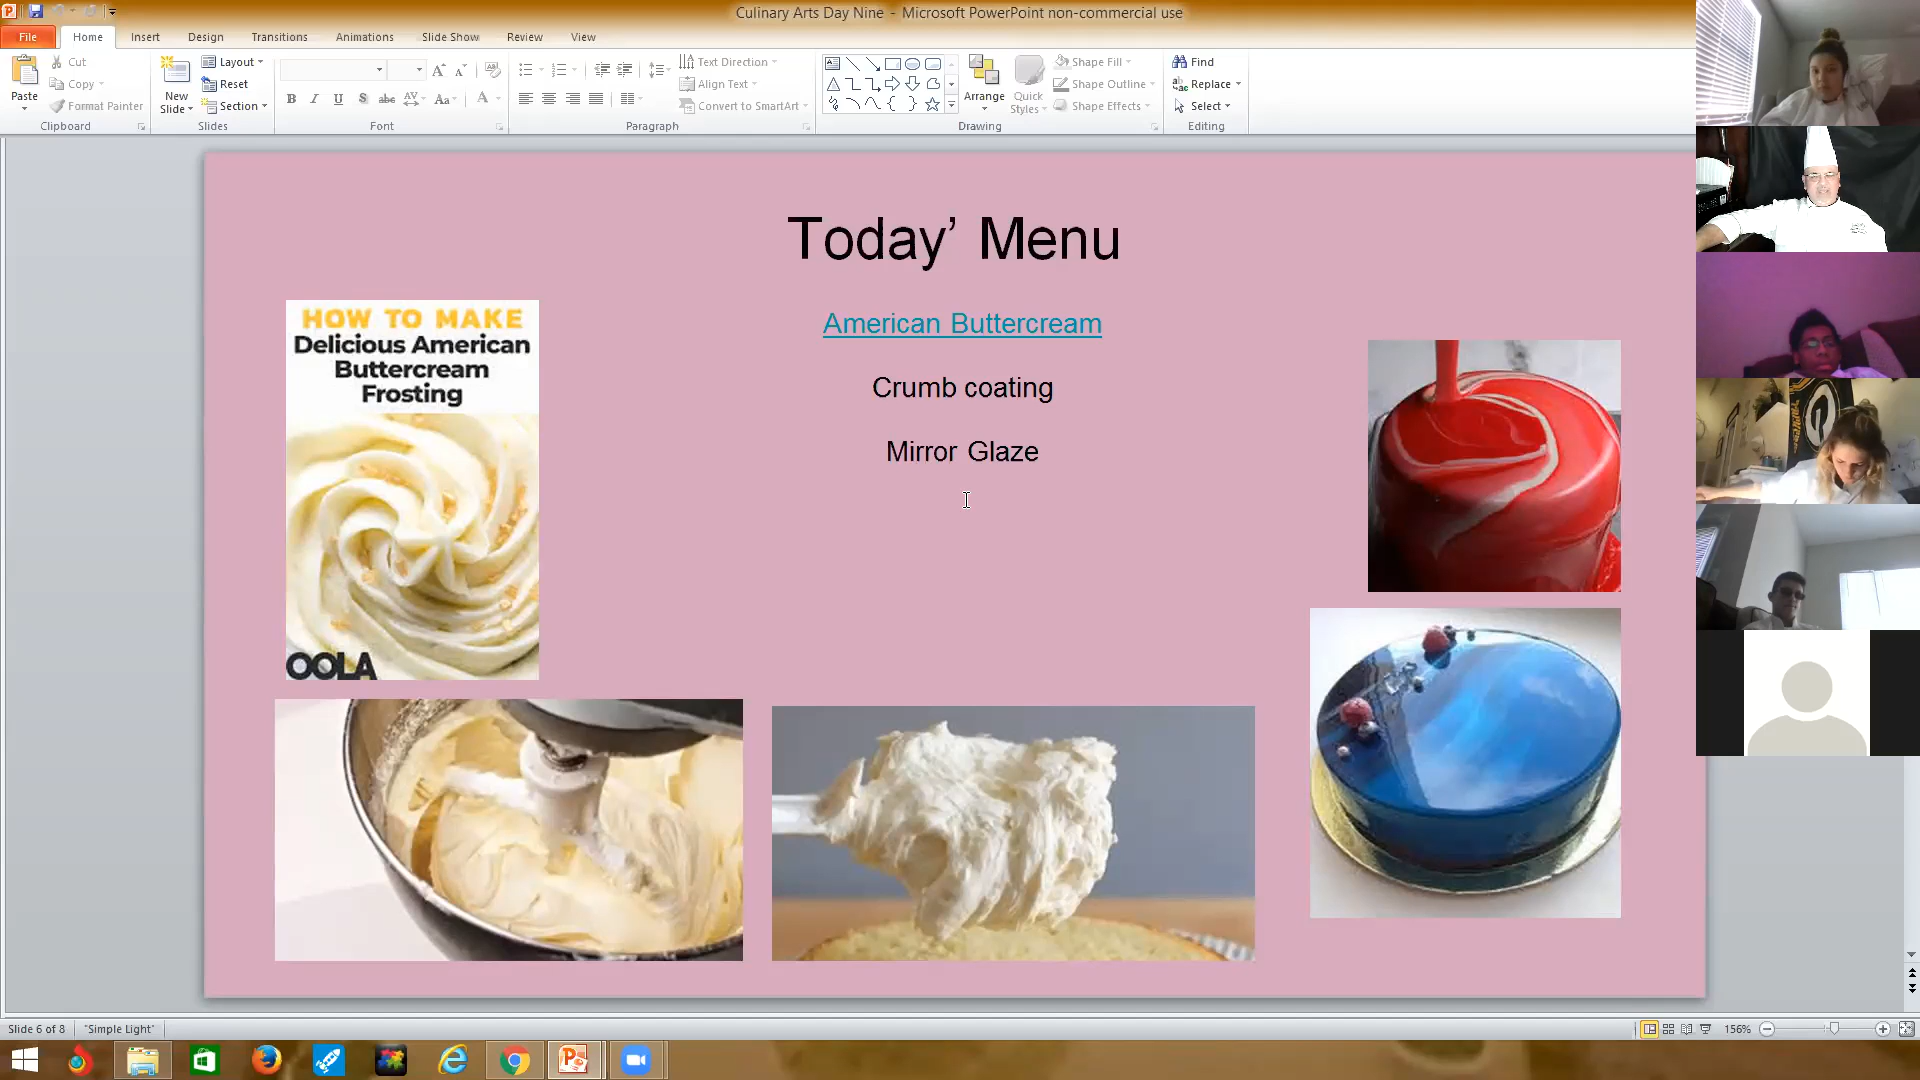 Culinary Arts Day Nine - Microsoft PowerPoint non-commercial use
File Home Insert Design Transitions Animations Slide Show Review View
Paste
Cut
Copy
Format Painter
Clipboard
New Slide
Layout
Reset
Section
Slides
B I U S abc AV Aa A
Font
Text Direction
Align Text
Convert to SmartArt
Paragraph
Arrange
Quick Styles
Shape Fill
Shape Outline
Shape Effects
Drawing
Find
Replace
Select
Editing
Today’ Menu
American Buttercream
Crumb coating
Mirror Glaze
HOW TO MAKE
Delicious American
Buttercream
Frosting
OOLA
Slide 6 of 8
"Simple Light"
156%